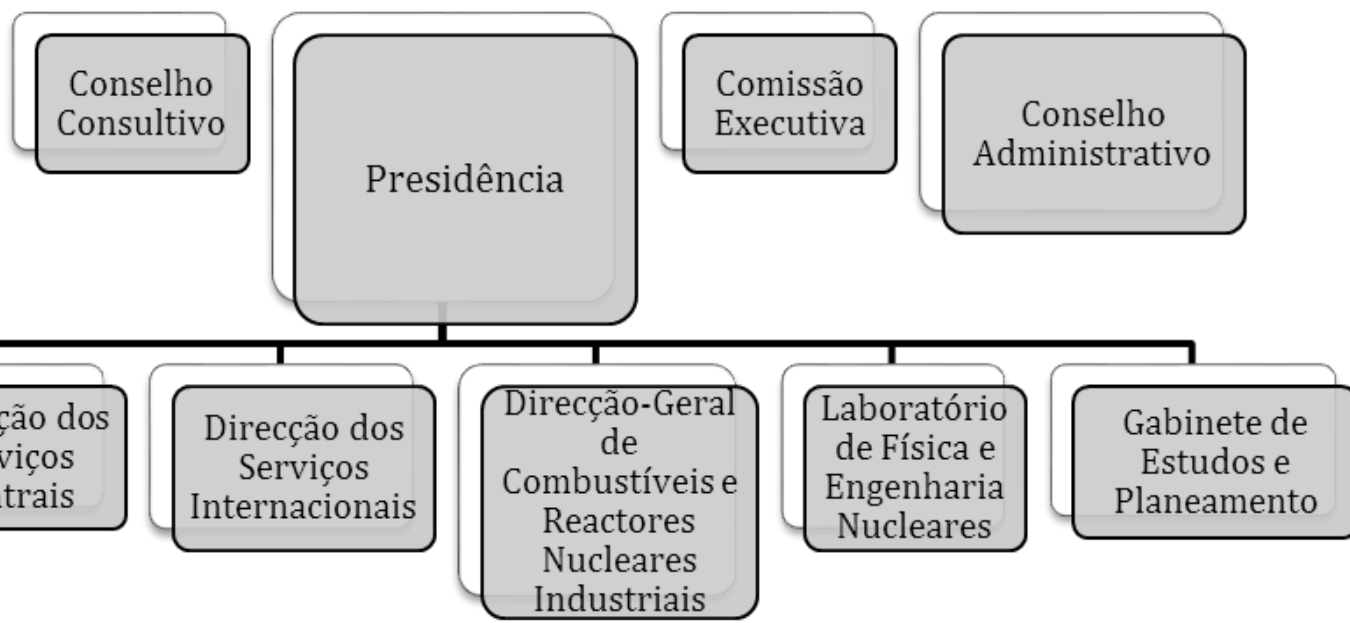 Conselho
Consultivo
Presidência
Comissão
Executiva
Conselho
Administrativo
dos
Direcção dos
Serviços
Internacionais
Direcção-Geral
de
Combustíveis e
Reactores
Nucleares
Industriais
Laboratório
de Física e
Engenharia
Nucleares
Gabinete de
Estudos e
Planeamento